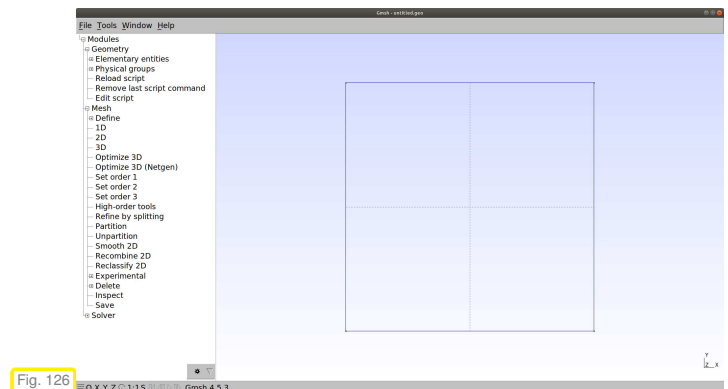 Gmsh - untitled.geo
File Tools Window Help
Modules
Geometry
Elementary entities
Physical groups
Reload script
Remove last script command
Edit script
Mesh
Define
1D
2D
3D
Optimize 3D
Optimize 3D (Netgen)
Set order 1
Set order 2
Set order 3
High-order tools
Refine by splitting
Partition
Unpartition
Smooth 2D
Recombine 2D
Reclassify 2D
Experimental
Delete
Inspect
Save
Solver
Y
Z X
Fig. 126
O X Y Z 1:1 S Gmsh 4.5.3